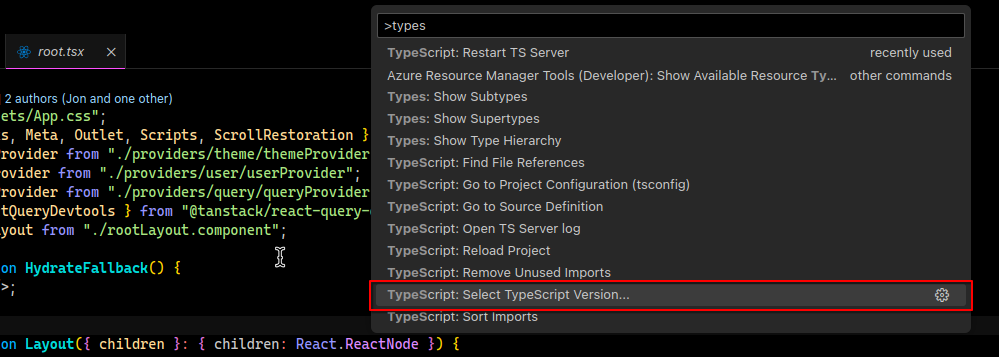 root.tsx
>types
TypeScript: Restart TS Server recently used
Azure Resource Manager Tools (Developer): Show Available Resource Ty... other commands
Types: Show Subtypes
Types: Show Supertypes
Types: Show Type Hierarchy
TypeScript: Find File References
TypeScript: Go to Project Configuration (tsconfig)
TypeScript: Go to Source Definition
TypeScript: Open TS Server log
TypeScript: Reload Project
TypeScript: Remove Unused Imports
TypeScript: Select TypeScript Version...
TypeScript: Sort Imports
2 authors (Jon and one other)
ets/App.css";
s, Meta, Outlet, Scripts, ScrollRestoration }
Provider from "./providers/theme/themeProvider
rovider from "./providers/user/userProvider";
Provider from "./providers/query/queryProvider
tQueryDevtools } from "@tanstack/react-query-
ayout from "./rootLayout.component";
on HydrateFallback() {
>;
on Layout({ children }: { children: React.ReactNode }) {